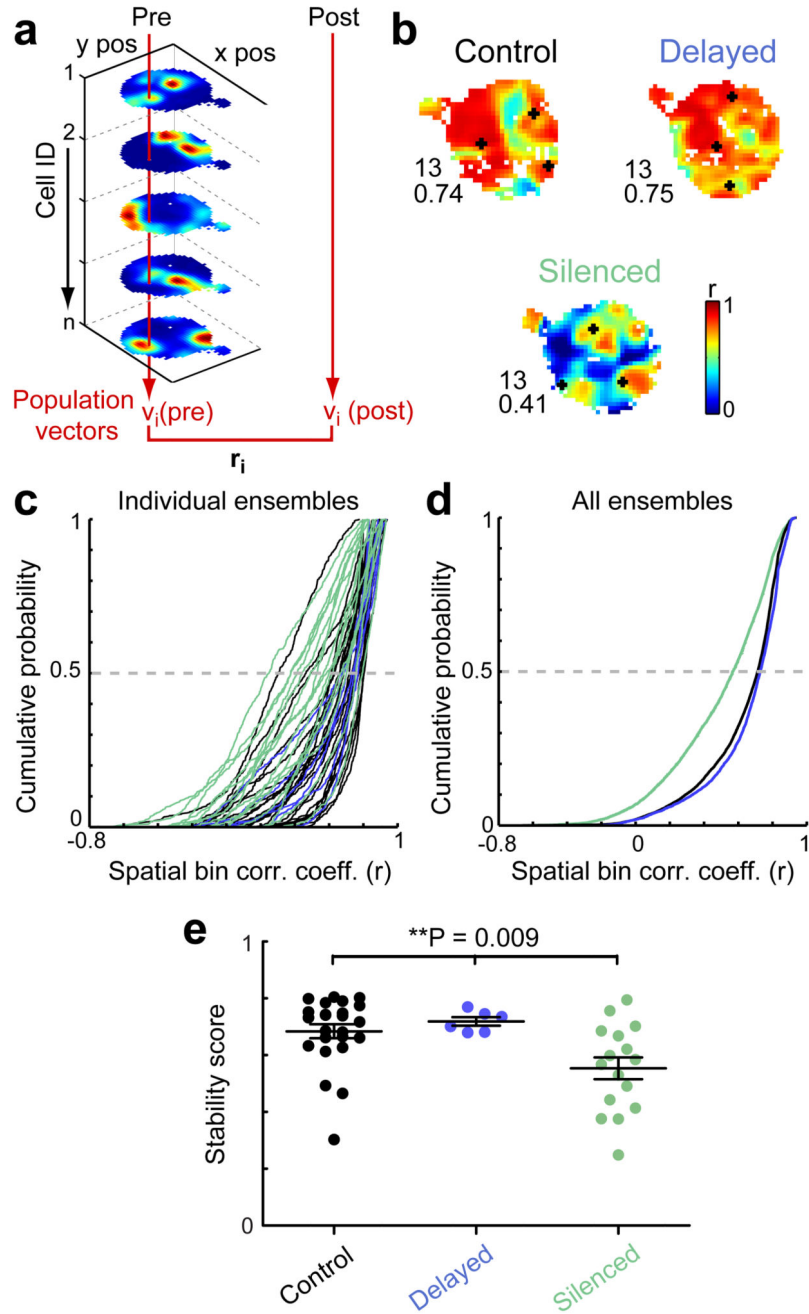 a
Pre
Post
y pos
x pos
1
2
Cell ID
n
Population
vectors
vi(pre)
vi (post)
ri
b
Control
Delayed
13
0.74
13
0.75
Silenced
13
0.41
r
1
0
c
Individual ensembles
1
0.5
0
Cumulative probability
-0.8
1
Spatial bin corr. coeff. (r)
d
All ensembles
1
0.5
0
Cumulative probability
-0.8
0
1
Spatial bin corr. coeff. (r)
e
**P = 0.009
1
0
Stability score
Control
Delayed
Silenced